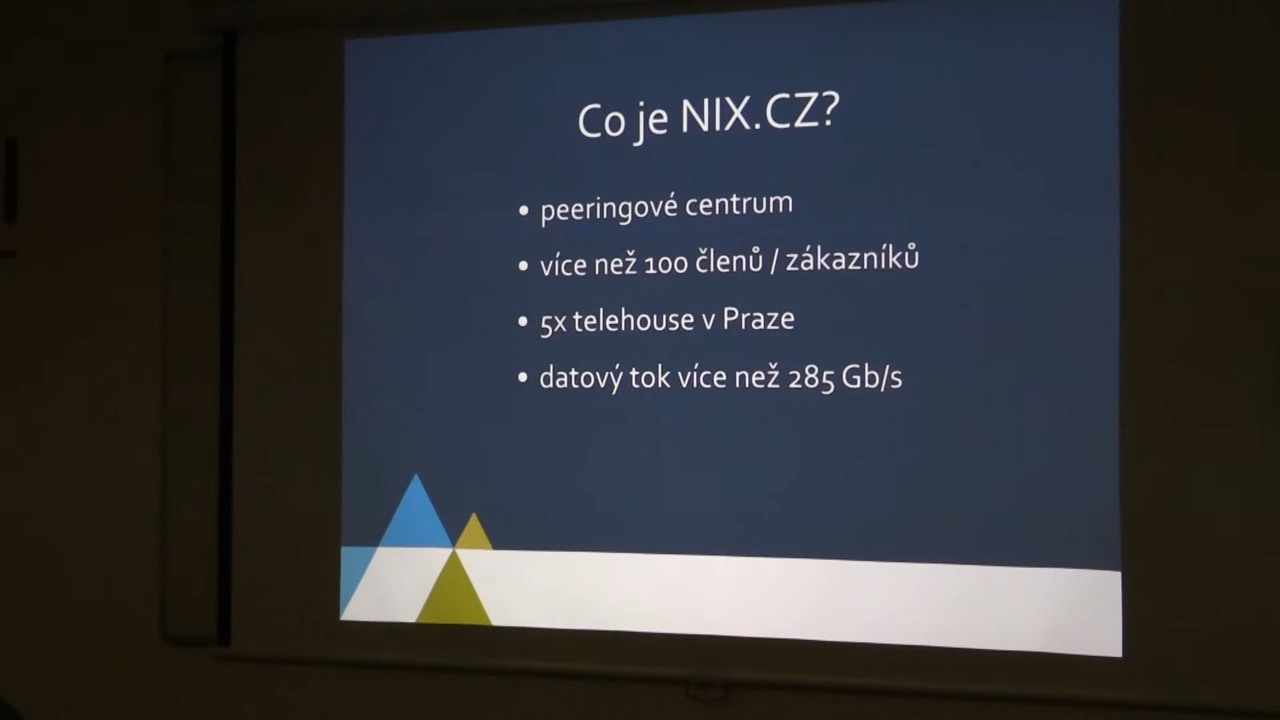 Co je NIX.CZ?
• peeringové centrum
• více než 100 členů / zákazníků
• 5x telehouse v Praze
• datový tok více než 285 Gb/s